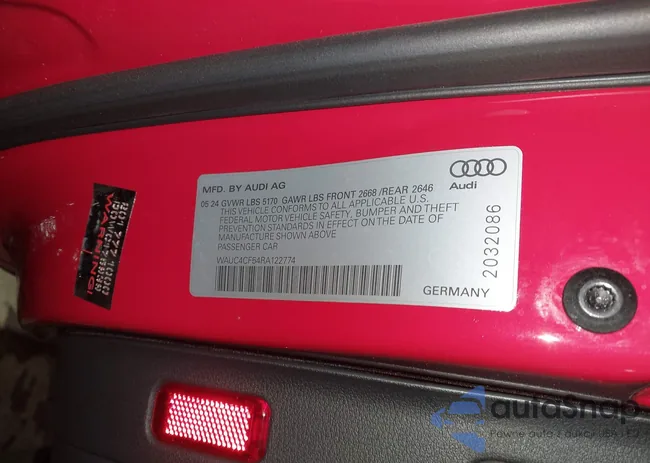 MFD. BY AUDI AG
05 24 GVWR LBS 5170 GAWR LBS FRONT 2668 /REAR 2646
THIS VEHICLE CONFORMS TO ALL APPLICABLE U.S.
FEDERAL MOTOR VEHICLE SAFETY, BUMPER AND THEFT
PREVENTION STANDARDS IN EFFECT ON THE DATE OF
MANUFACTURE SHOWN ABOVE
PASSENGER CAR
WAUC4CF54RA122774
GERMANY
Audi
2032086
WARNING!
autoSnap